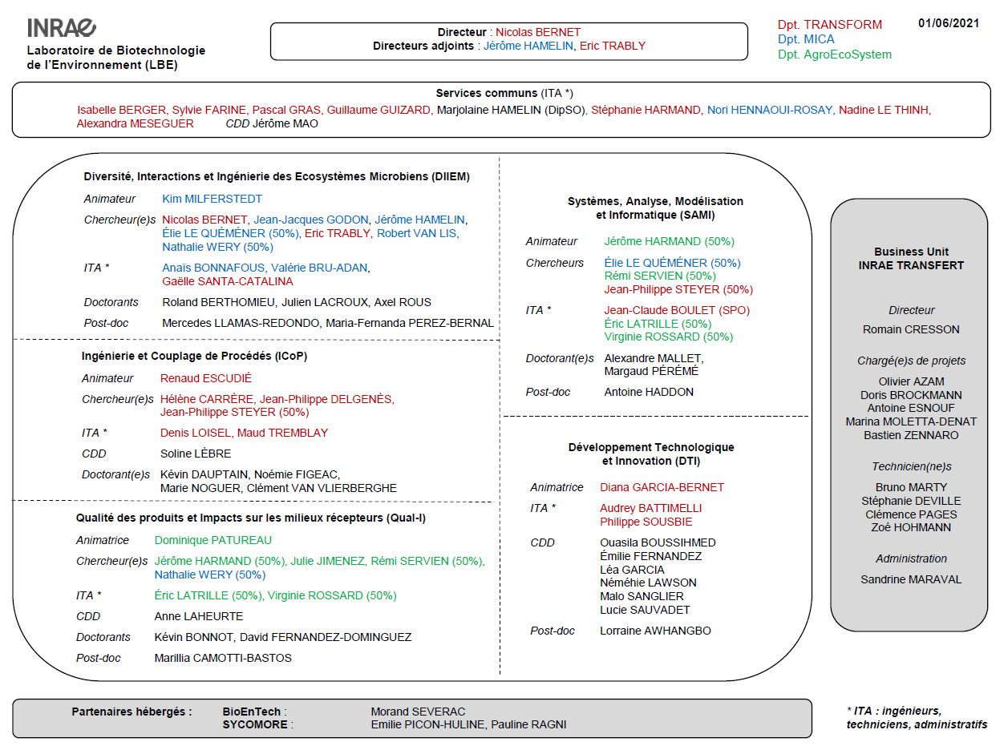 INRAE
Laboratoire de Biotechnologie
de l'Environnement (LBE)
Directeur : Nicolas BERNET
Directeurs adjoints : Jérôme HAMELIN, Eric TRABLY
Dpt. TRANSFORM
Dpt. MICA
Dpt. AgroEcoSystem
01/06/2021
Services communs (ITA *)
Isabelle BERGER, Sylvie FARINE, Pascal GRAS, Guillaume GUIZARD, Marjolaine HAMELIN (DipSO), Stéphanie HARMAND, Nori HENNAOUI-ROSAY, Nadine LE THINH,
Alexandra MESEGUER CDD Jérôme MAO
Diversité, Interactions et Ingénierie des Ecosystèmes Microbiens (DIIEM)
Animateur Kim MILFERSTEDT
Chercheur(e)s Nicolas BERNET, Jean-Jacques GODON, Jérôme HAMELIN,
Élie LE QUÉMÉNER (50%), Eric TRABLY, Robert VAN LIS,
Nathalie WERY (50%)
ITA * Anaïs BONNAFOUS, Valérie BRU-ADAN,
Gaëlle SANTA-CATALINA
Doctorants Roland BERTHOMIEU, Julien LACROUX, Axel ROUS
Post-doc Mercedes LLAMAS-REDONDO, Maria-Fernanda PEREZ-BERNAL
Ingénierie et Couplage de Procédés (ICoP)
Animateur Renaud ESCUDIÉ
Chercheur(e)s Hélène CARRÈRE, Jean-Philippe DELGENÈS,
Jean-Philippe STEYER (50%)
ITA * Denis LOISEL, Maud TREMBLAY
CDD Soline LÈBRE
Doctorant(e)s Kévin DAUPTAIN, Noémie FIGEAC,
Marie NOGUER, Clément VAN VLIERBERGHE
Qualité des produits et Impacts sur les milieux récepteurs (Qual-I)
Animatrice Dominique PATUREAU
Chercheur(e)s Jérôme HARMAND (50%), Julie JIMENEZ, Rémi SERVIEN (50%),
Nathalie WERY (50%)
ITA * Éric LATRILLE (50%), Virginie ROSSARD (50%)
CDD Anne LAHEURTE
Doctorants Kévin BONNOT, David FERNANDEZ-DOMINGUEZ
Post-doc Marillia CAMOTTI-BASTOS
Systèmes, Analyse, Modélisation
et Informatique (SAMI)
Animateur Jérôme HARMAND (50%)
Chercheurs Élie LE QUÉMÉNER (50%)
Rémi SERVIEN (50%)
Jean-Philippe STEYER (50%)
ITA * Jean-Claude BOULET (SPO)
Éric LATRILLE (50%)
Virginie ROSSARD (50%)
Doctorant(e)s Alexandre MALLET,
Margaud PÉRÉMÉ
Post-doc Antoine HADDON
Développement Technologique
et Innovation (DTI)
Animatrice Diana GARCIA-BERNET
ITA * Audrey BATTIMELLI
Philippe SOUSBIE
CDD Ouasila BOUSSIHMED
Émilie FERNANDEZ
Léa GARCIA
Néméhie LAWSON
Malo SANGLIER
Lucie SAUVADET
Post-doc Lorraine AWHANGBO
Business Unit
INRAE TRANSFERT
Directeur
Romain CRESSON
Chargé(e)s de projets
Olivier AZAM
Doris BROCKMANN
Antoine ESNOUF
Marina MOLETTA-DENAT
Bastien ZENNARO
Technicien(ne)s
Bruno MARTY
Stéphanie DEVILLE
Clémence PAGES
Zoé HOHMANN
Administration
Sandrine MARAVAL
Partenaires hébergés : BioEnTech : Morand SEVERAC
SYCOMORE : Emilie PICON-HULINE, Pauline RAGNI
* ITA : ingénieurs,
techniciens, administratifs